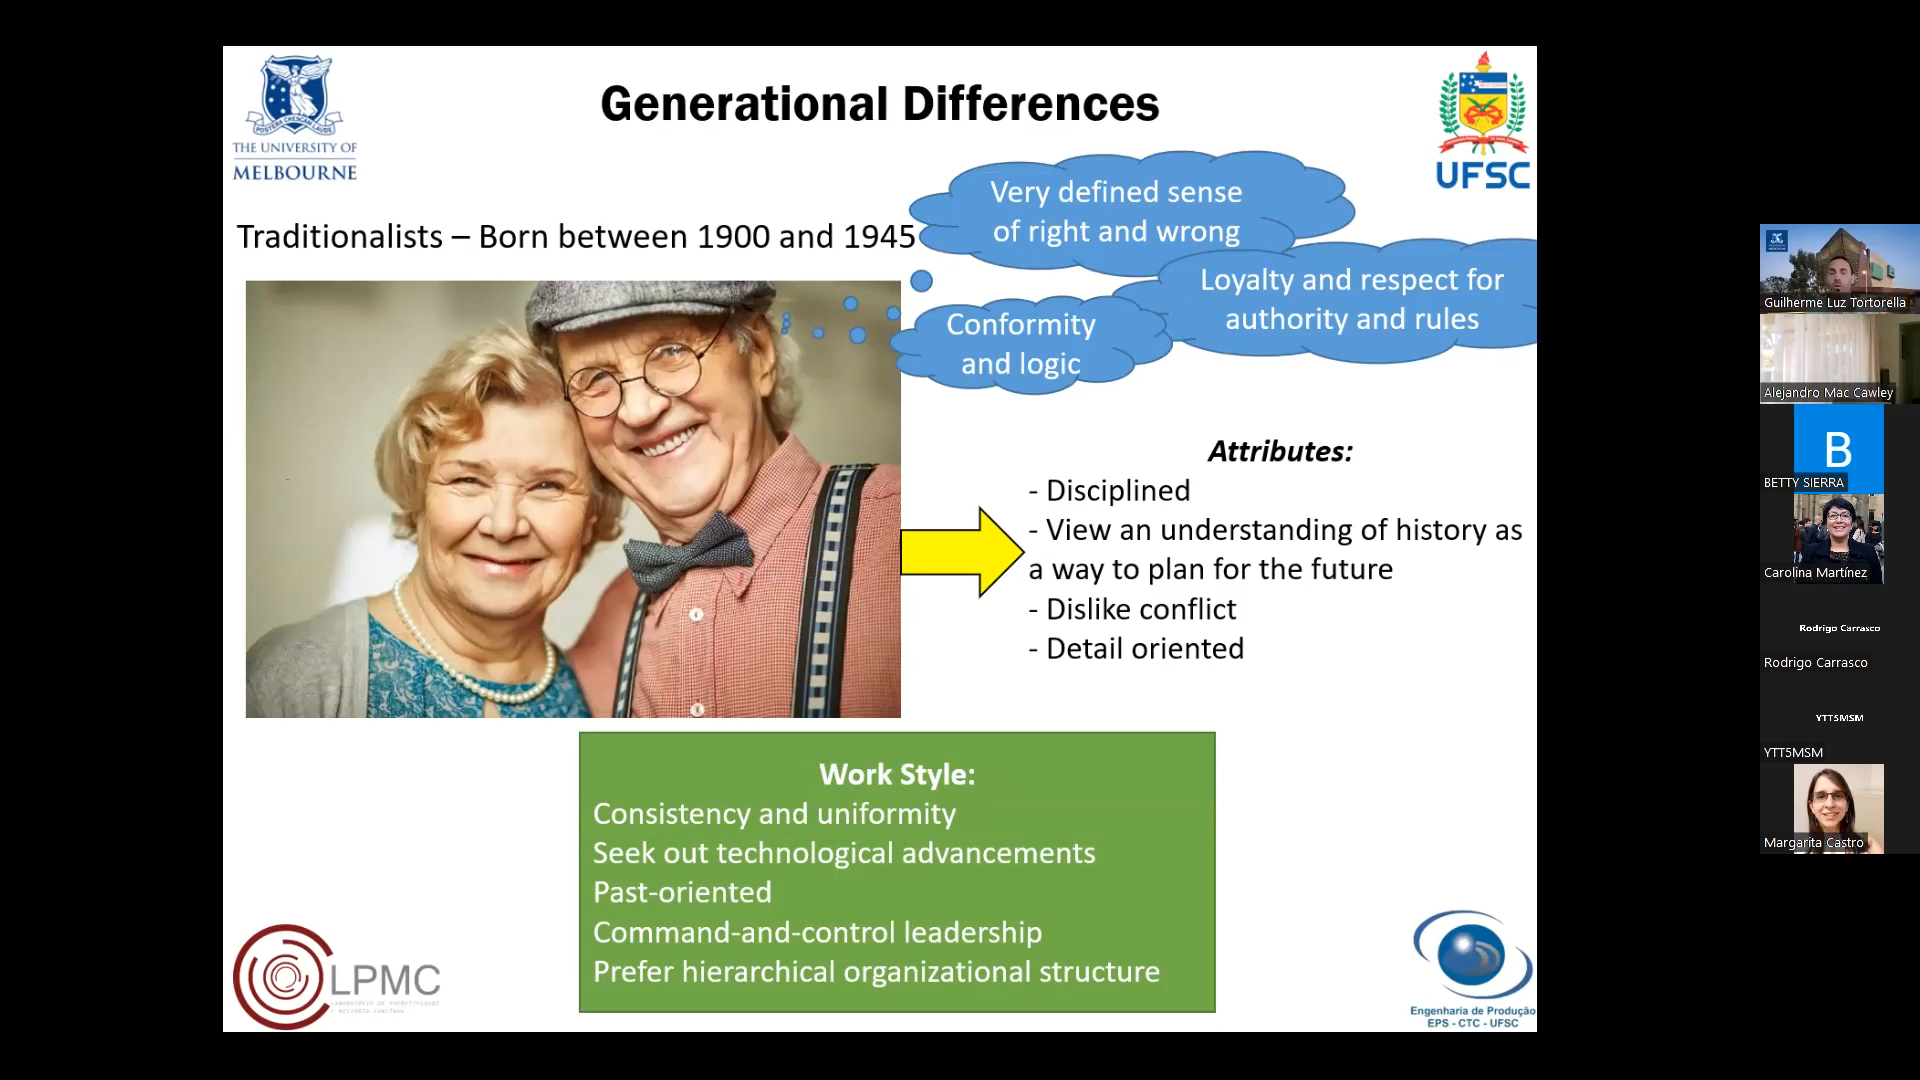 Generational Differences
THE UNIVERSITY OF
MELBOURNE
UFSC
Traditionalists – Born between 1900 and 1945
Very defined sense
of right and wrong
Loyalty and respect for
authority and rules
Conformity
and logic
Attributes:
- Disciplined
- View an understanding of history as
a way to plan for the future
- Dislike conflict
- Detail oriented
Work Style:
Consistency and uniformity
Seek out technological advancements
Past-oriented
Command-and-control leadership
Prefer hierarchical organizational structure
LPMC
Engenharia de Produção
EPS - CTC - UFSC
Guilherme Luz Tortorella
Alejandro Mac Cawley
B
BETTY SIERRA
Carolina Martínez
Rodrigo Carrasco
Rodrigo Carrasco
YTT5MSM
YTT5MSM
Margarita Castro